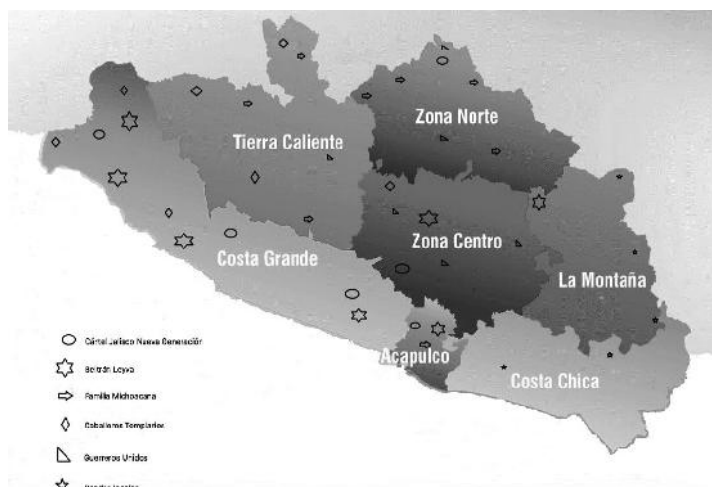 Zona Norte
Tierra Caliente
Zona Centro
Costa Grande
La Montaña
Acapulco
Costa Chica
Cártel Jalisco Nueva Generación
Beltrán Leyva
Familia Michoacana
Caballeros Templarios
Guerreros Unidos